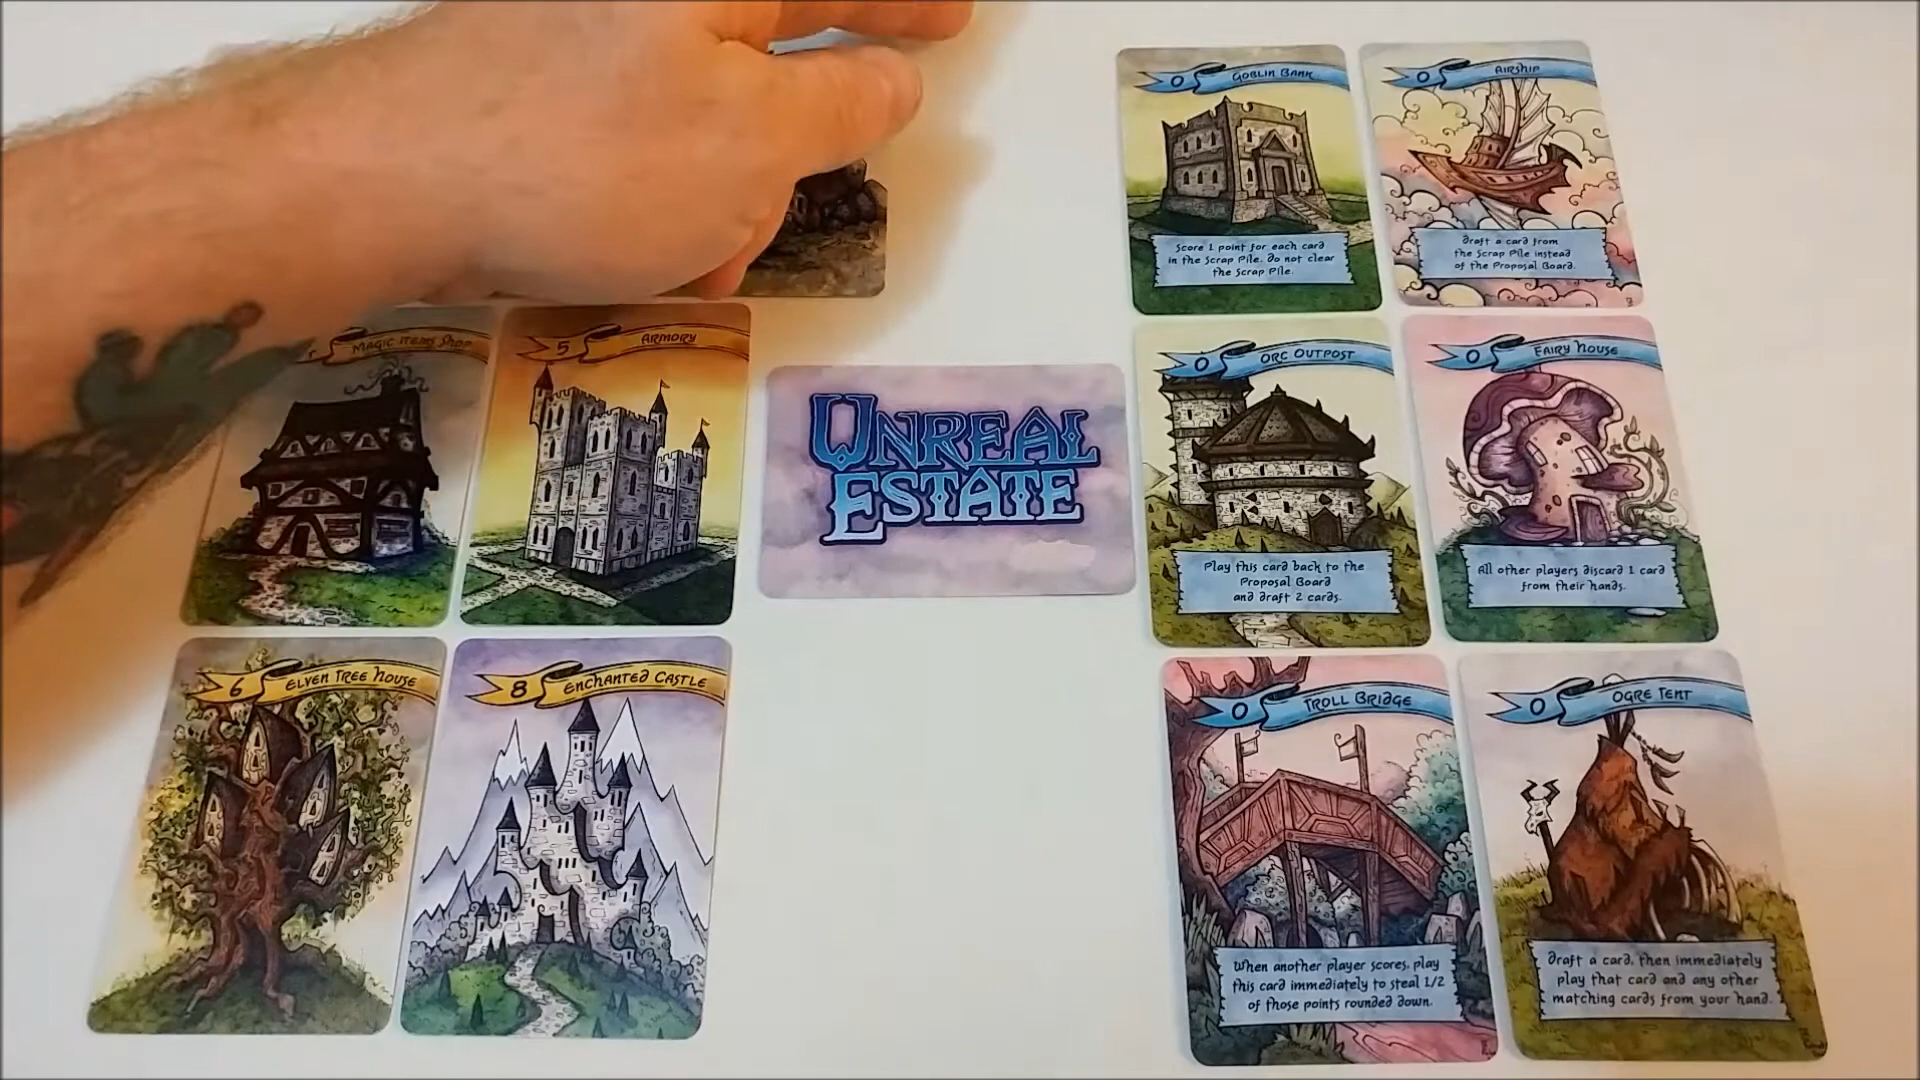 0 GOBLIN BANK
Score 1 point for each card
in the Scrap Pile. Do not clear
the Scrap Pile.
0 AIRSHIP
Draft a card from
the Scrap Pile instead
of the Proposal Board.
MAGIC ITEMS SHOP
5 ARMORY
UNREAL
ESTATE
0 ORC OUTPOST
Play this card back to the
Proposal Board
and draft 2 cards.
0 FAIRY HOUSE
All other players discard 1 card
from their hands.
6 ELVEN TREE HOUSE
8 ENCHANTED CASTLE
0 TROLL BRIDGE
When another player scores, play
this card immediately to steal 1/2
of those points rounded down.
0 OGRE TENT
Draft a card, then immediately
play that card and any other
matching cards from your hand.